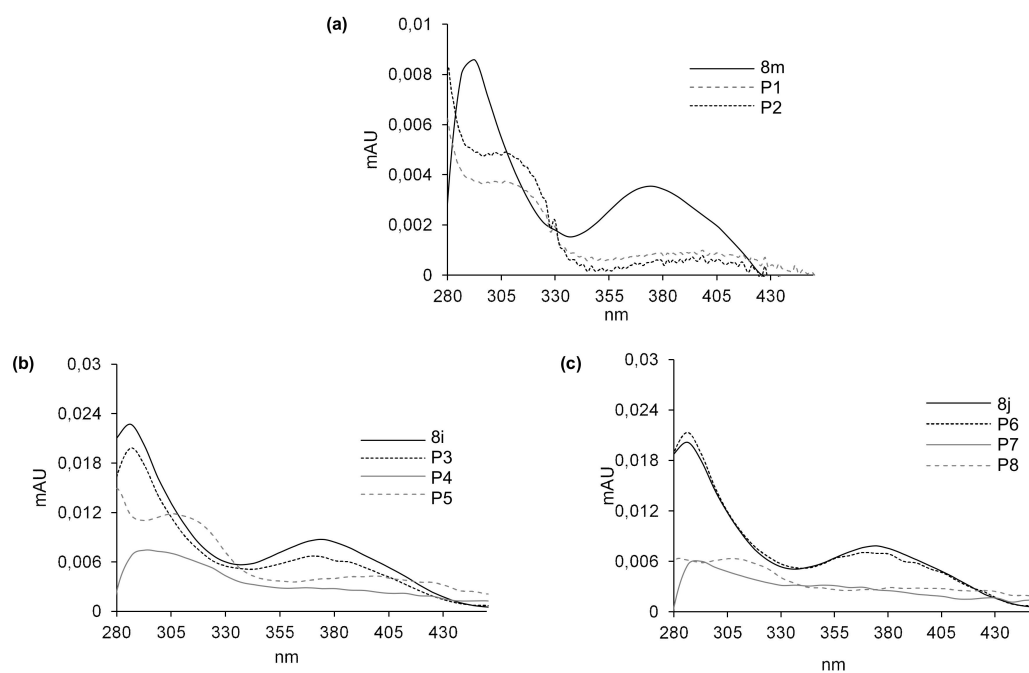 (a)
0,01
0,008
0,006
0,004
0,002
0
mAU
280 305 330 355 380 405 430
nm
8m
P1
P2
(b)
0,03
0,024
0,018
0,012
0,006
0
mAU
280 305 330 355 380 405 430
nm
8i
P3
P4
P5
(c)
0,03
0,024
0,018
0,012
0,006
0
mAU
280 305 330 355 380 405 430
nm
8j
P6
P7
P8